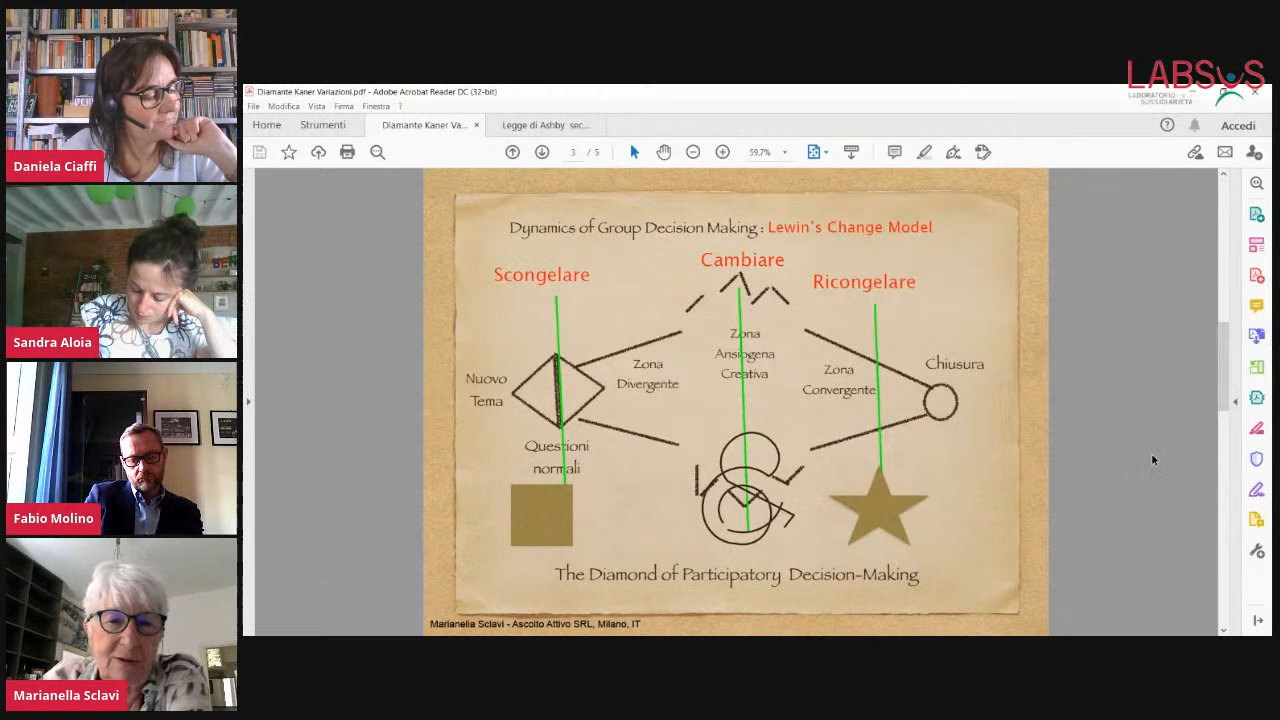 LABSUS
LABORATORIO
SUSSIDIARIETÀ
Diamante Kaner Variazioni.pdf - Adobe Acrobat Reader DC (32-bit)
File Modifica Vista Firma Finestra ?
Home Strumenti Diamante Kaner Va... × Legge di Ashby sec... Accedi
3 / 5 59.7%
Dynamics of Group Decision Making : Lewin's Change Model
Scongelare
Cambiare
Ricongelare
Nuovo
Tema
Questioni
normali
Zona
Divergente
Zona
Ansiogena
Creativa
Zona
Convergente
Chiusura
The Diamond of Participatory Decision-Making
Marianella Sclavi - Ascolto Attivo SRL, Milano, IT
Daniela Ciaffi
Sandra Aloia
Fabio Molino
Marianella Sclavi